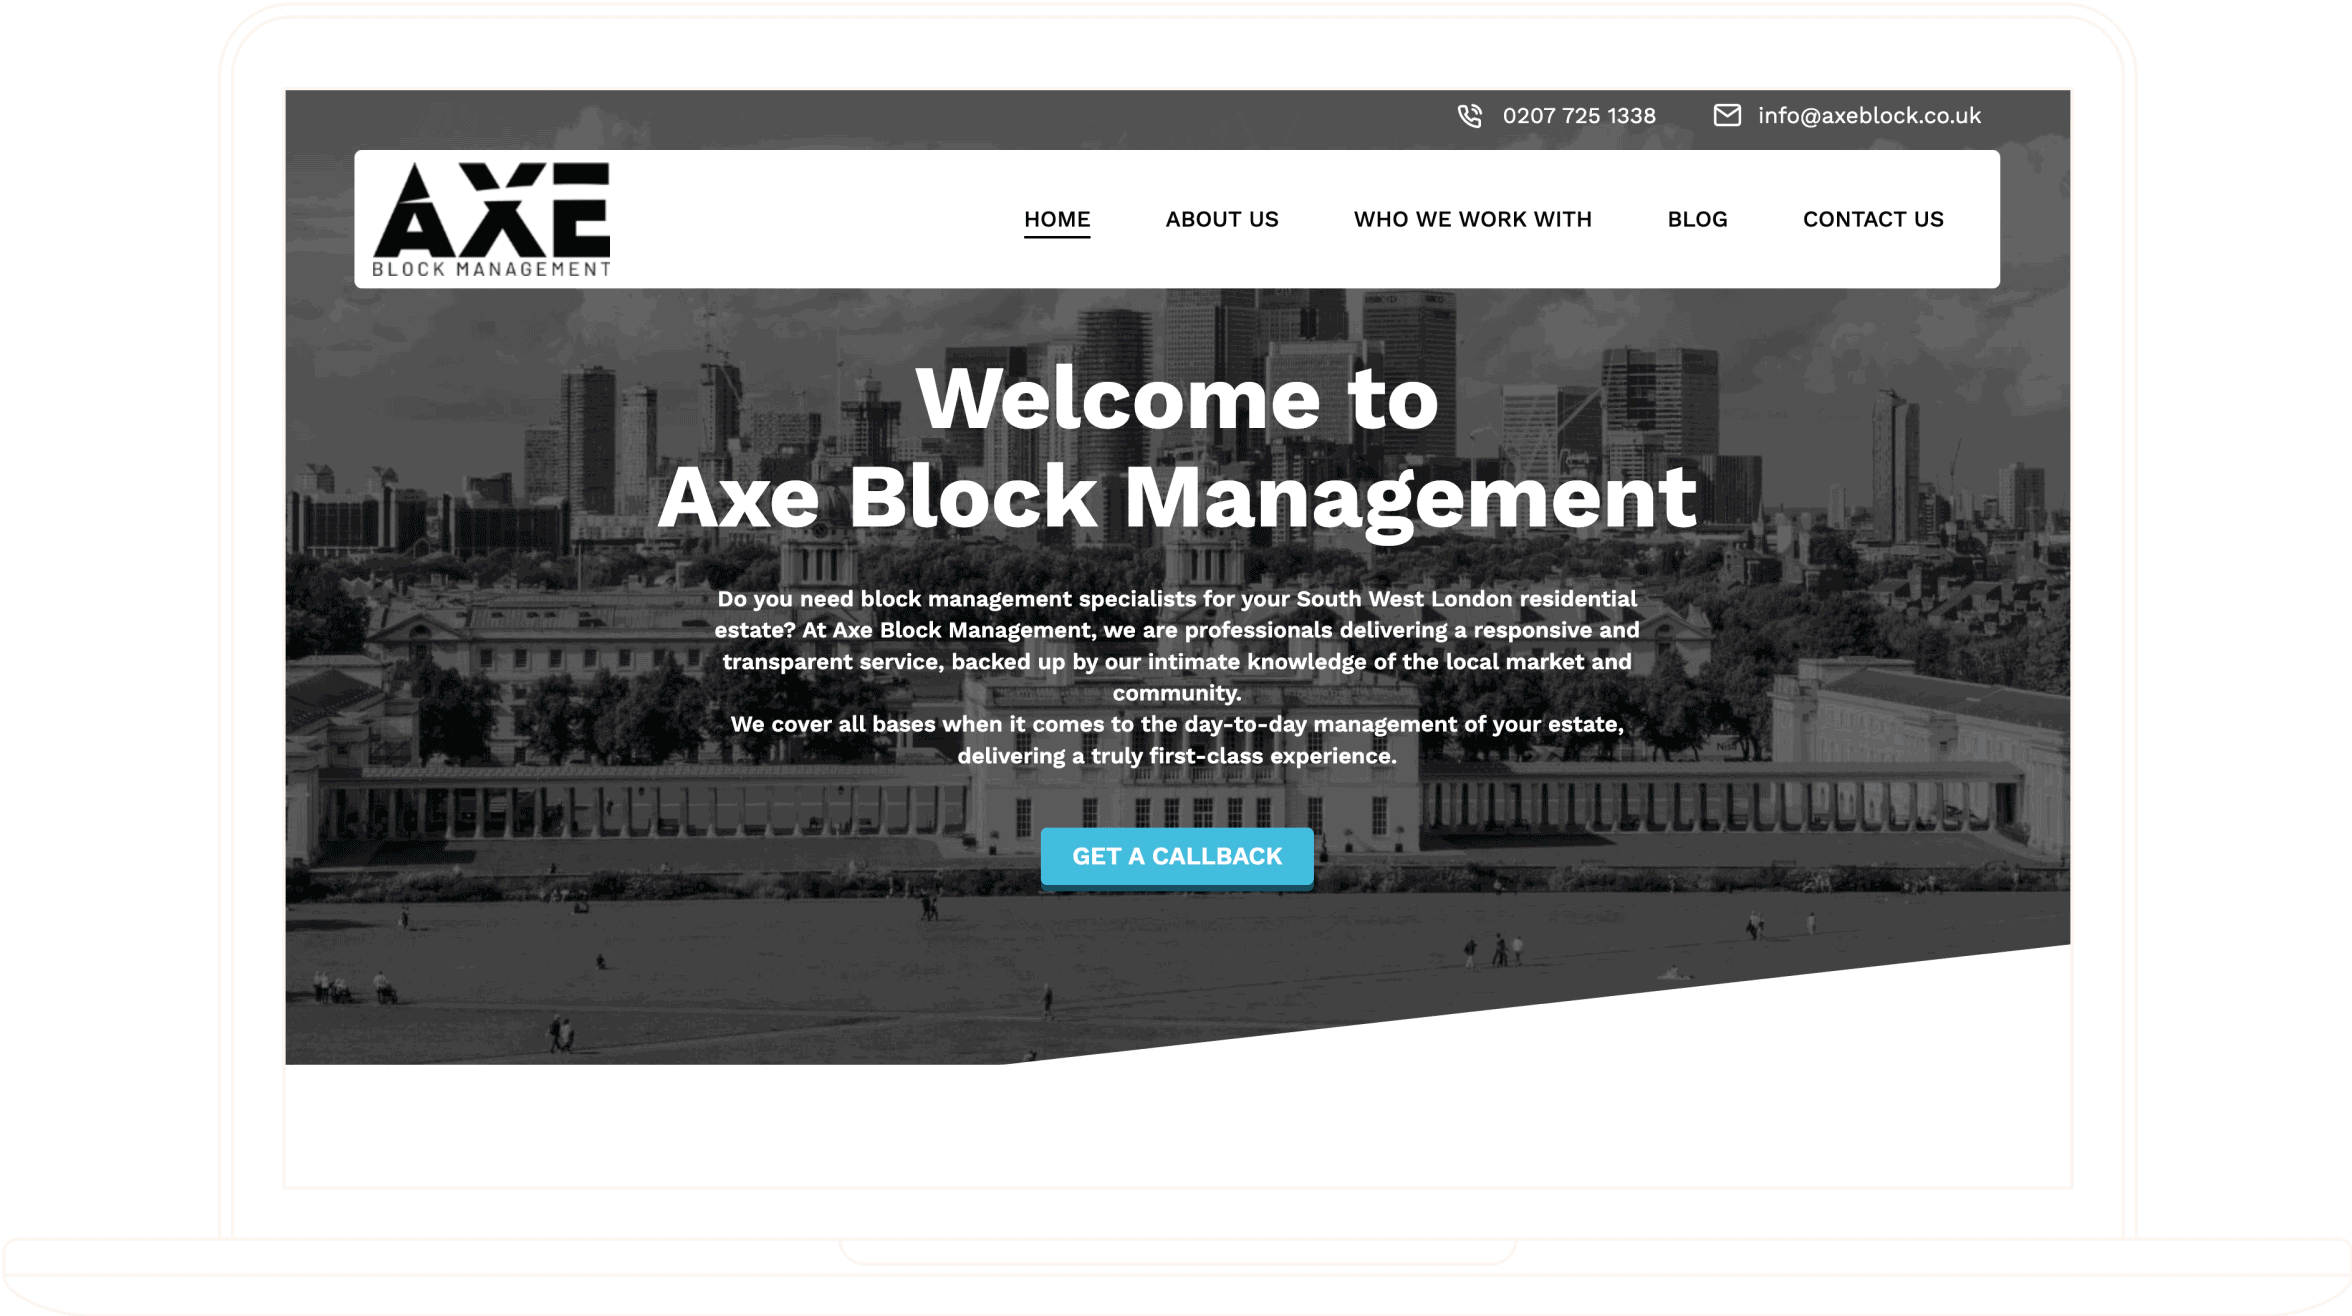 0207 725 1338 info@axeblock.co.uk
AXE
BLOCK MANAGEMENT
HOME ABOUT US WHO WE WORK WITH BLOG CONTACT US
Welcome to
Axe Block Management
Do you need block management specialists for your South West London residential
estate? At Axe Block Management, we are professionals delivering a responsive and
transparent service, backed up by our intimate knowledge of the local market and
community.
We cover all bases when it comes to the day-to-day management of your estate,
delivering a truly first-class experience.
GET A CALLBACK